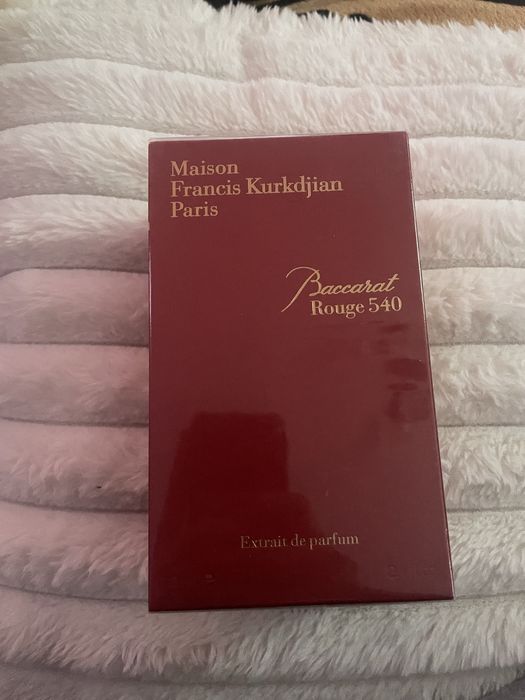 Maison
Francis Kurkdjian
Paris
Baccarat
Rouge 540
Extrait de parfum